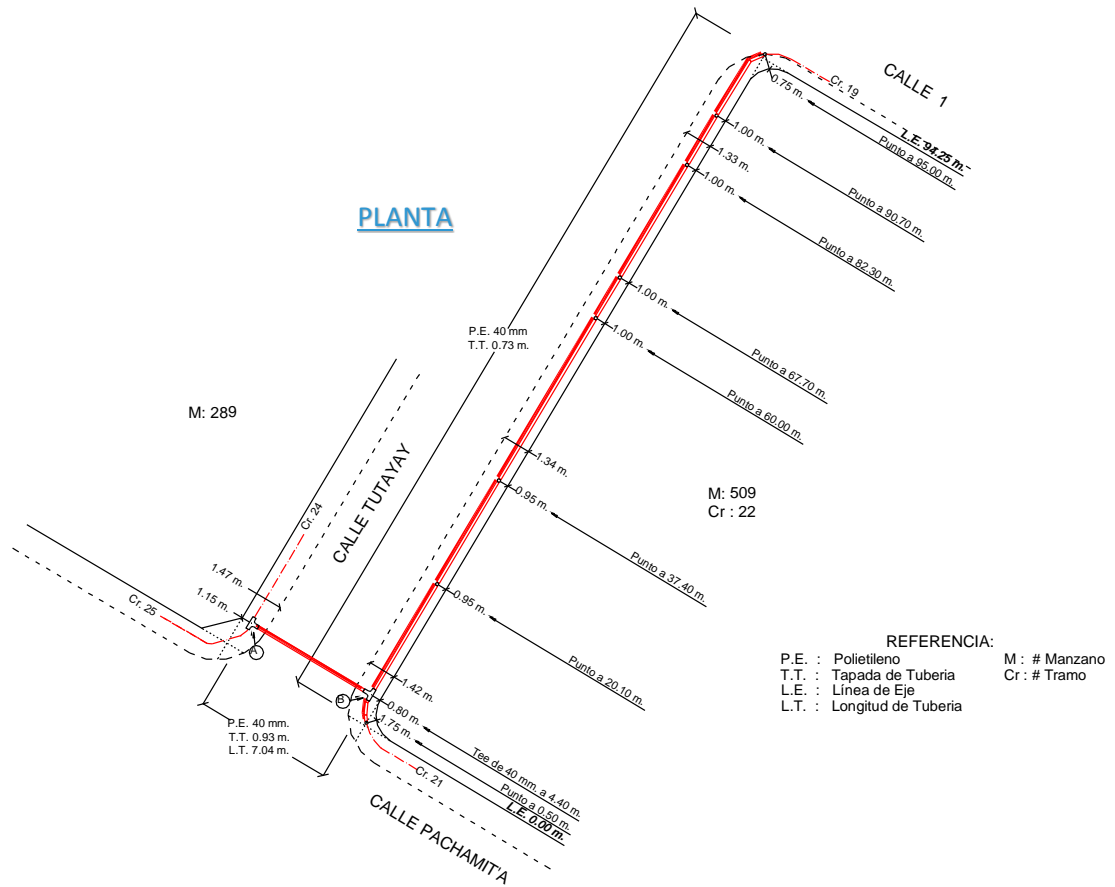 CALLE 1
Cr. 19
0.75 m.
L.E. 94.25 m.
Punto a 95.00 m.
1.00 m.
1.33 m.
Punto a 90.70 m.
1.00 m.
Punto a 82.30 m.
PLANTA
1.00 m.
P.E. 40 mm
T.T. 0.73 m.
1.00 m.
Punto a 67.70 m.
Punto a 60.00 m.
M: 289
1.34 m.
0.95 m.
M: 509
Cr : 22
Cr. 24
CALLE TUTAYAY
Punto a 37.40 m.
1.47 m.
1.15 m.
Cr. 25
0.95 m.
A
Punto a 20.10 m.
REFERENCIA:
P.E. : Polietileno
M : # Manzano
T.T. : Tapada de Tuberia
Cr : # Tramo
L.E. : Línea de Eje
L.T. : Longitud de Tuberia
1.42 m.
B
0.80 m.
1.75 m.
P.E. 40 mm.
T.T. 0.93 m.
L.T. 7.04 m.
Tee de 40 mm. a 4.40 m.
Punto a 0.50 m.
L.E. 0.00 m.
Cr. 21
CALLE PACHAMIT'A